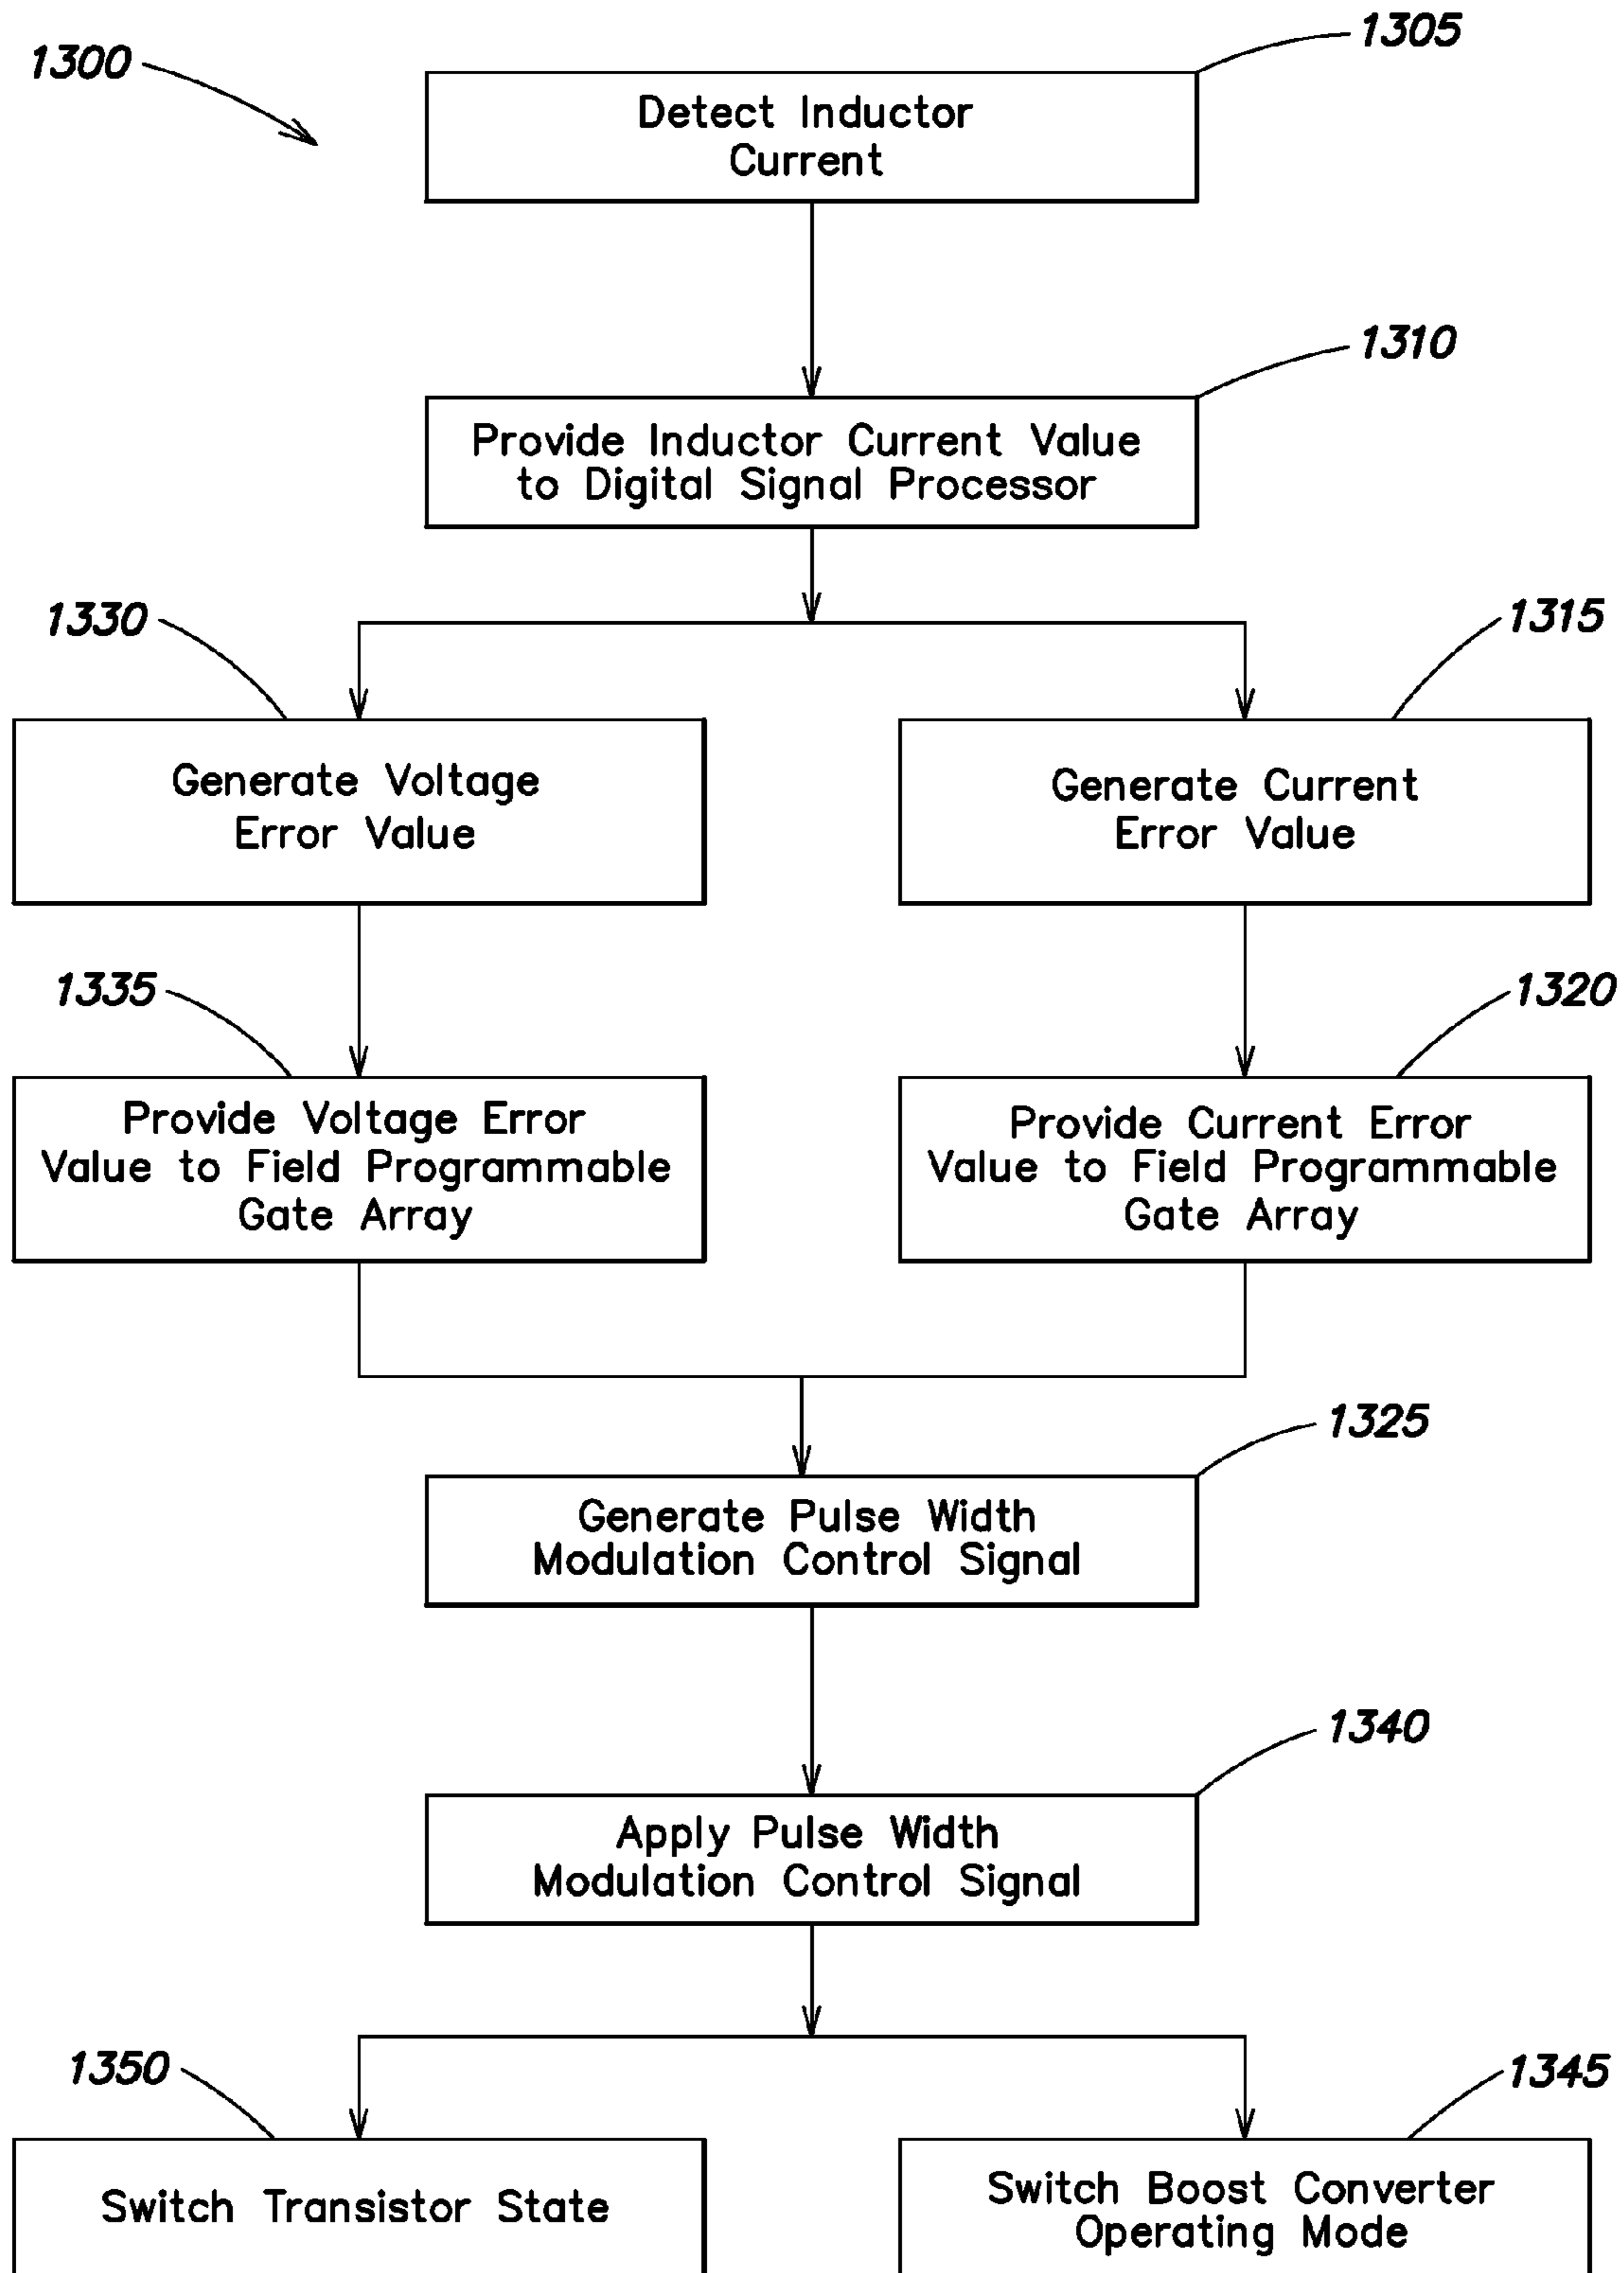 1300
1305
Detect Inductor
Current
1310
Provide Inductor Current Value
to Digital Signal Processor
1330
Generate Voltage
Error Value
1315
Generate Current
Error Value
1335
Provide Voltage Error
Value to Field Programmable
Gate Array
1320
Provide Current Error
Value to Field Programmable
Gate Array
1325
Generate Pulse Width
Modulation Control Signal
1340
Apply Pulse Width
Modulation Control Signal
1350
Switch Transistor State
1345
Switch Boost Converter
Operating Mode